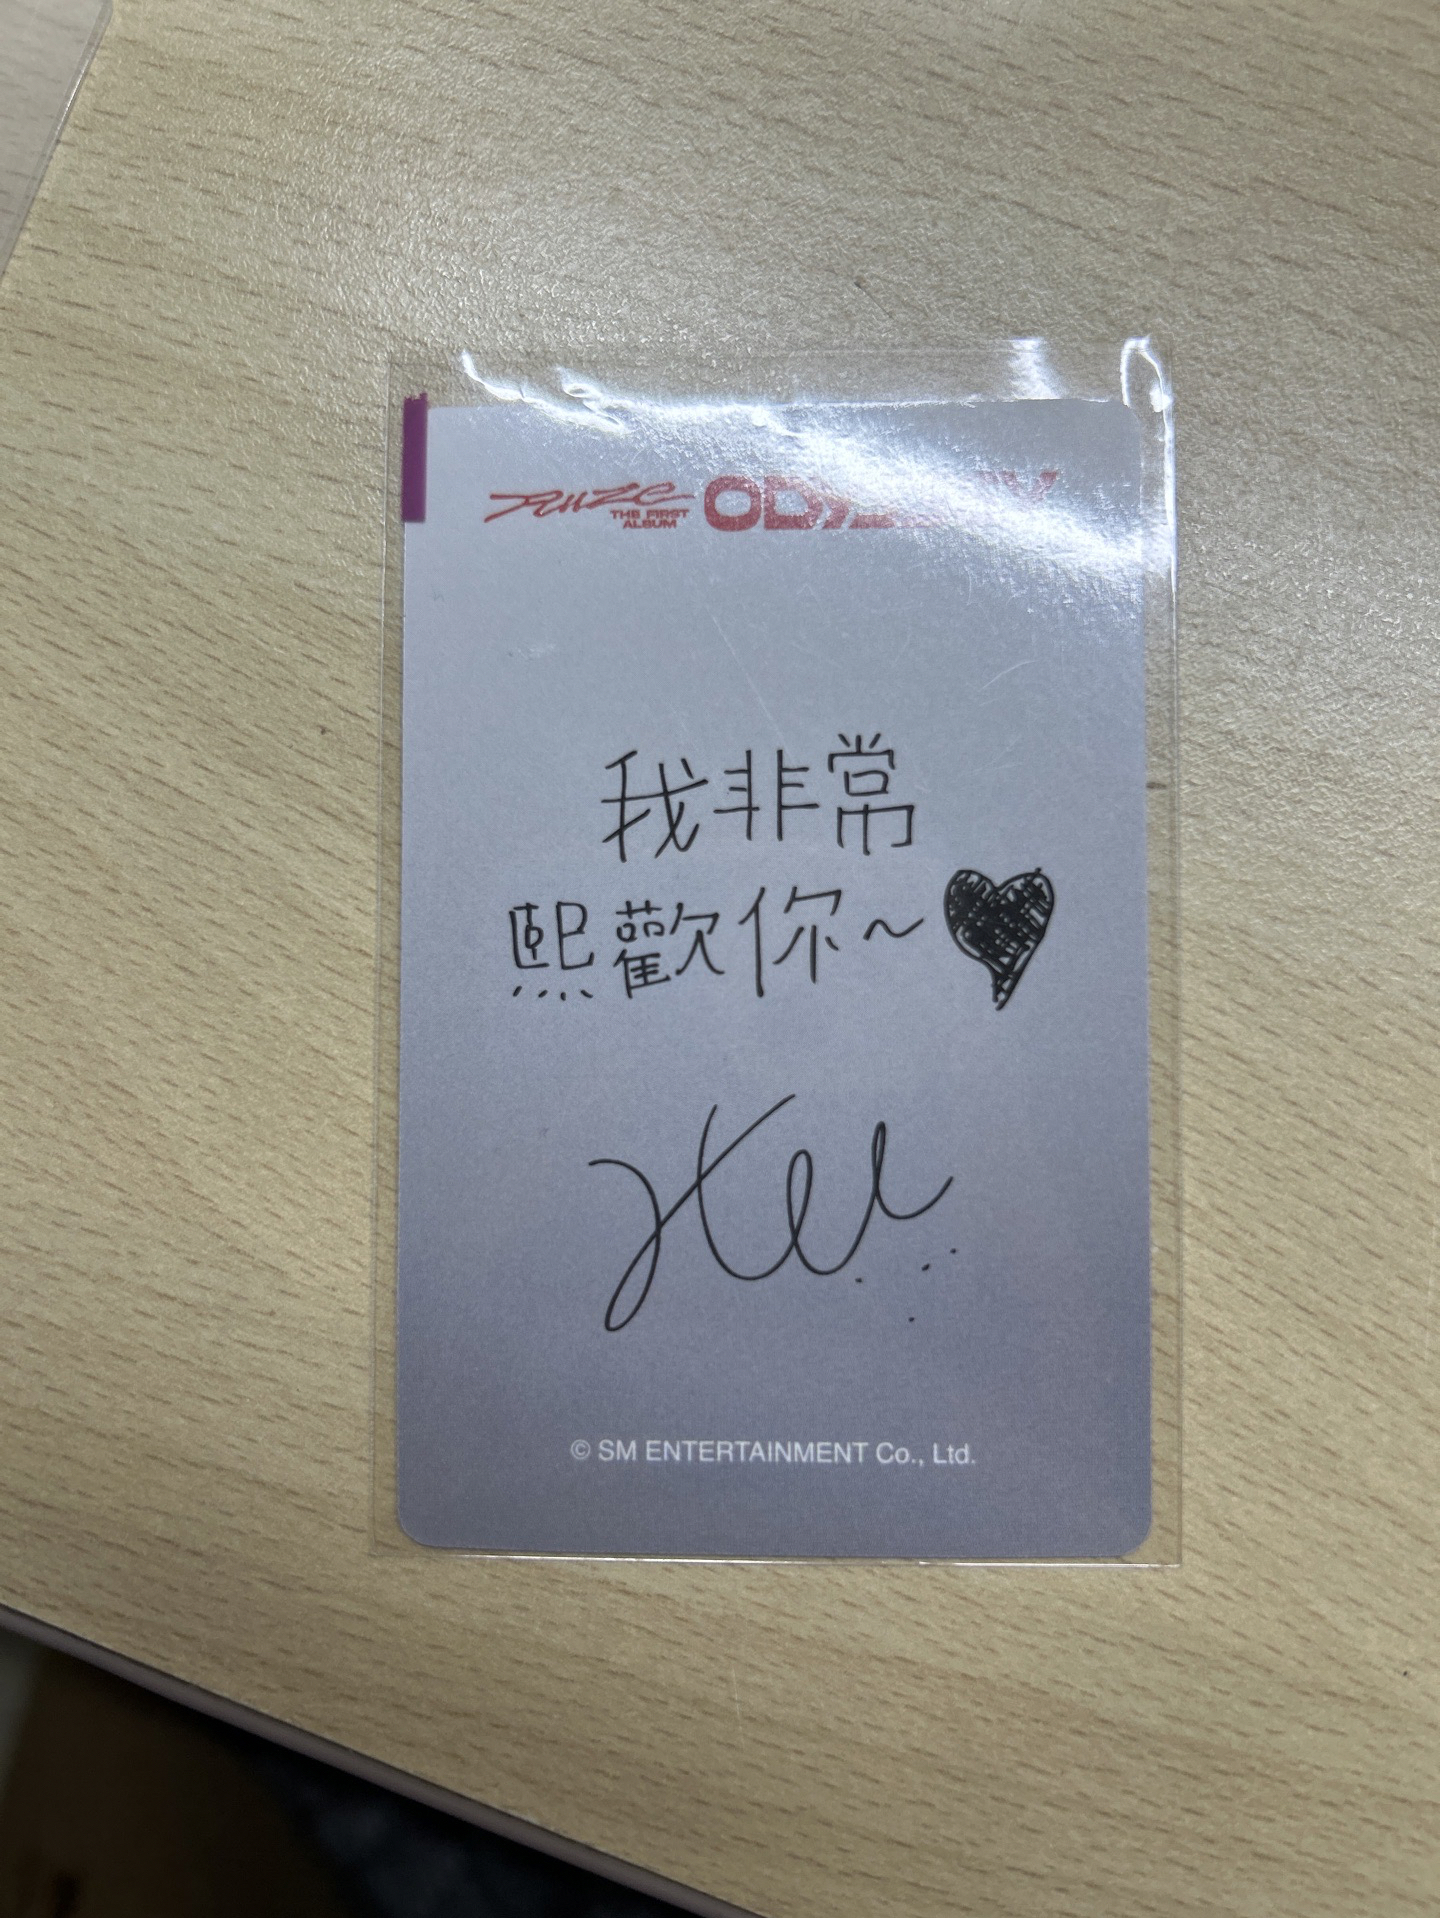 RIIZE THE FIRST ALBUM ODYSSEY
我非常
熙歡你~
© SM ENTERTAINMENT Co., Ltd.